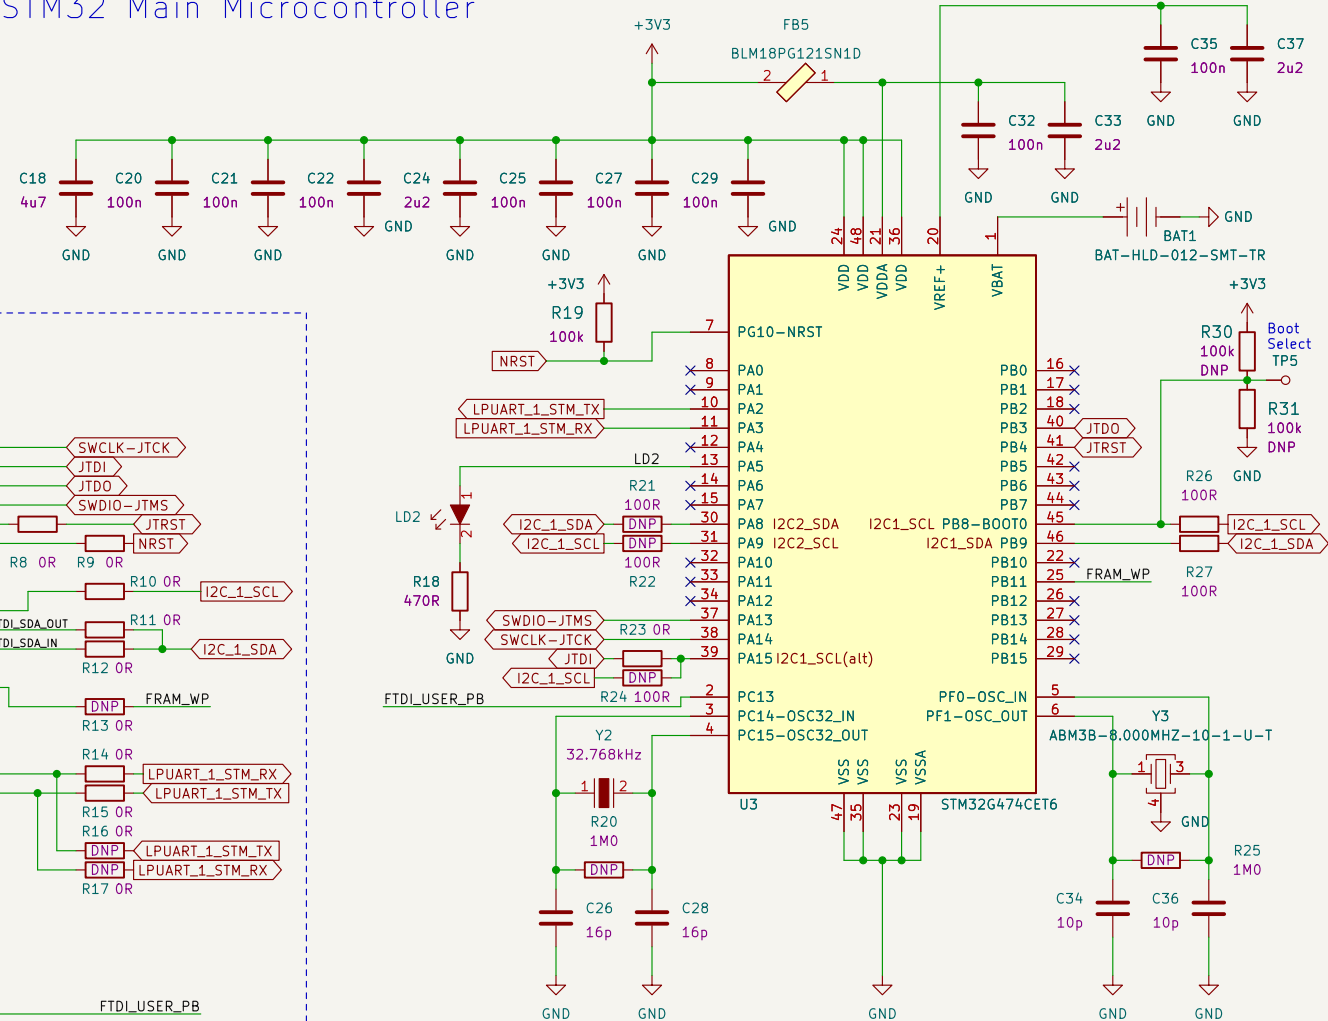 STM32 Main Microcontroller
+3V3
FB5
BLM18PG121SN1D
2
1
C35
100n
GND
C37
2u2
GND
C32
100n
GND
C33
2u2
GND
C18
4u7
GND
C20
100n
GND
C21
100n
GND
C22
100n
GND
C24
2u2
GND
C25
100n
GND
C27
100n
GND
C29
100n
GND
+
GND
BAT1
BAT-HLD-012-SMT-TR
24 48 21 36 20 1
VDD VDD VDDA VDD VREF+ VBAT
+3V3
R19
100k
NRST
7 PG10-NRST
8 PA0
9 PA1
LPUART_1_STM_TX 10 PA2
LPUART_1_STM_RX 11 PA3
12 PA4
LD2 13 PA5
14 PA6
15 PA7
I2C_1_SDA DNP 30 PA8 I2C2_SDA
I2C_1_SCL DNP 31 PA9 I2C2_SCL
R21
100R
100R
R22
32 PA10
33 PA11
34 PA12
SWDIO-JTMS 37 PA13
SWCLK-JTCK 38 PA14
R23 0R
JTDI 39 PA15 I2C1_SCL(alt)
I2C_1_SCL DNP
R24 100R
FTDI_USER_PB 2 PC13
3 PC14-OSC32_IN
4 PC15-OSC32_OUT
LD2
1
2
R18
470R
GND
PB0 16
PB1 17
PB2 18
PB3 40 JTDO
PB4 41 JTRST
PB5 42
PB6 43
PB7 44
I2C1_SCL PB8-BOOT0 45
I2C1_SDA PB9 46
PB10 22
PB11 25 FRAM_WP
PB12 26
PB13 27
PB14 28
PB15 29
PF0-OSC_IN 5
PF1-OSC_OUT 6
VSS VSS VSS VSSA
47 35 23 19
U3
STM32G474CET6
GND
+3V3
R30
100k
DNP
Boot
Select
TP5
R31
100k
DNP
GND
R26
100R
I2C_1_SCL
I2C_1_SDA
R27
100R
Y3
ABM3B-8.000MHZ-10-1-U-T
1
3
4
GND
DNP
R25
1M0
C34
10p
GND
C36
10p
GND
Y2
32.768kHz
1
2
R20
1M0
DNP
C26
16p
GND
C28
16p
GND
SWCLK-JTCK
JTDI
JTDO
SWDIO-JTMS
JTRST
NRST
R8 0R R9 0R
R10 0R
I2C_1_SCL
R11 0R
TDI_SDA_OUT
TDI_SDA_IN
I2C_1_SDA
R12 0R
DNP FRAM_WP
R13 0R
R14 0R
LPUART_1_STM_RX
LPUART_1_STM_TX
R15 0R
R16 0R
DNP LPUART_1_STM_TX
DNP LPUART_1_STM_RX
R17 0R
FTDI_USER_PB